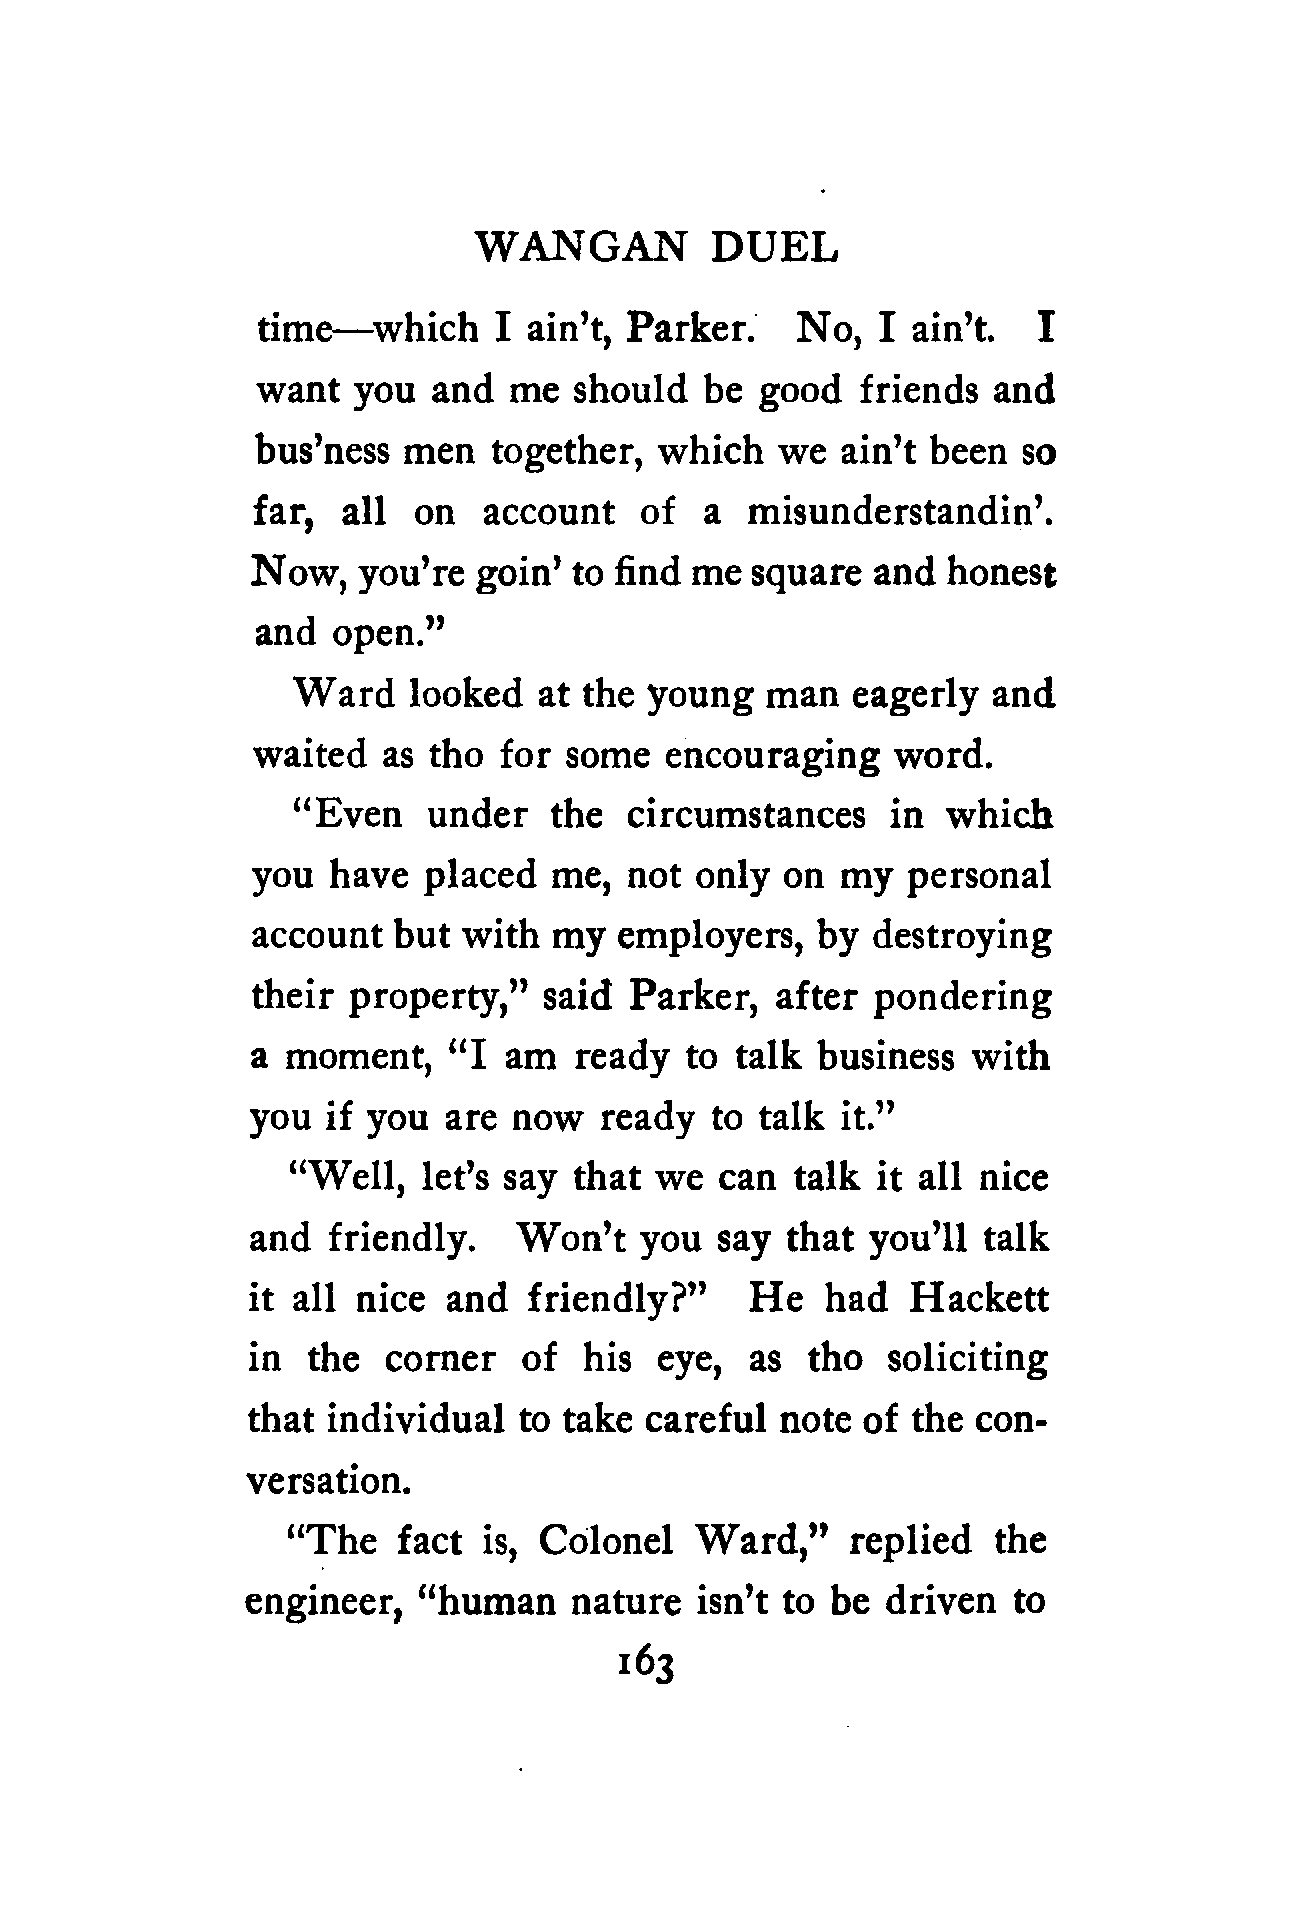 WANGAN DUEL
time—which I ain’t, Parker. No, I ain’t. I
want you and me should be good friends and
bus’ness men together, which we ain’t been so
far, all on account of a misunderstandin’.
Now, you’re goin’ to find me square and honest
and open.”
Ward looked at the young man eagerly and
waited as tho for some encouraging word.
“Even under the circumstances in which
you have placed me, not only on my personal
account but with my employers, by destroying
their property,” said Parker, after pondering
a moment, “I am ready to talk business with
you if you are now ready to talk it.”
“Well, let’s say that we can talk it all nice
and friendly. Won’t you say that you’ll talk
it all nice and friendly?” He had Hackett
in the corner of his eye, as tho soliciting
that individual to take careful note of the con-
versation.
“The fact is, Colonel Ward,” replied the
engineer, “human nature isn’t to be driven to
163